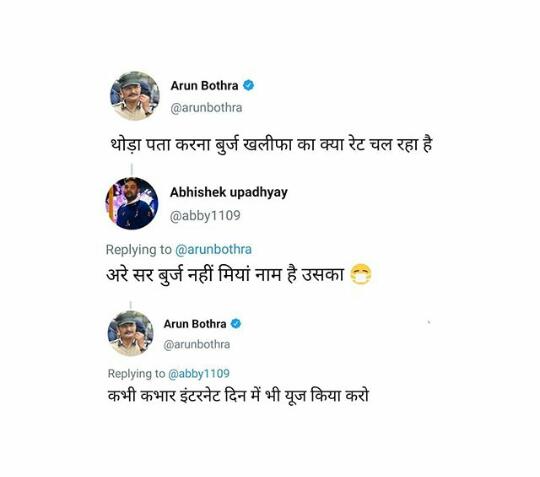 Arun Bothra
@arunbothra
थोड़ा पता करना बुर्ज खलीफा का क्या रेट चल रहा है
Abhishek upadhyay
@abby1109
Replying to @arunbothra
अरे सर बुर्ज नहीं मियां नाम है उसका 😷
Arun Bothra
@arunbothra
Replying to @abby1109
कभी कभार इंटरनेट दिन में भी यूज किया करो